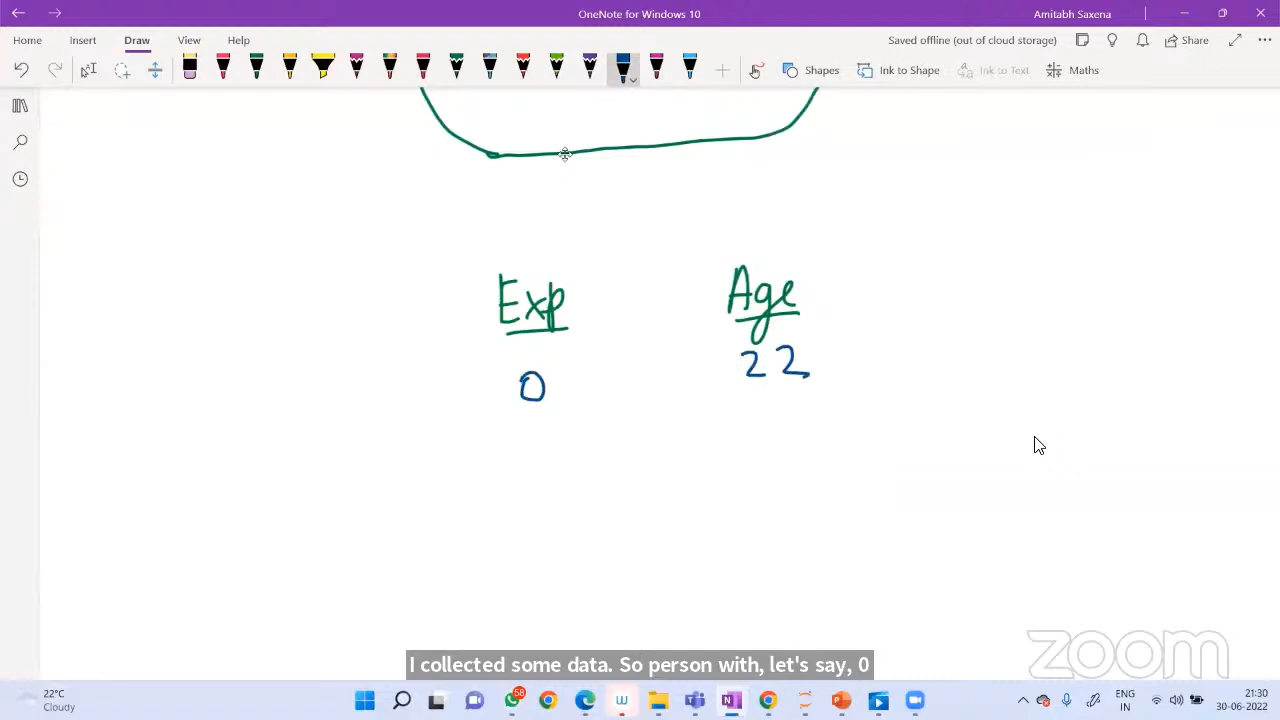 OneNote for Windows 10
Amitabh Saxena
Home Insert Draw View Help
Saved offline (out of cloud storage)
Share
Shapes
Ink to Shape
Ink to Text
Maths
Exp Age
0 22
I collected some data. So person with, let's say, 0
zoom
58
22°C
Cloudy
ENG
IN
21:30
30-06-2022